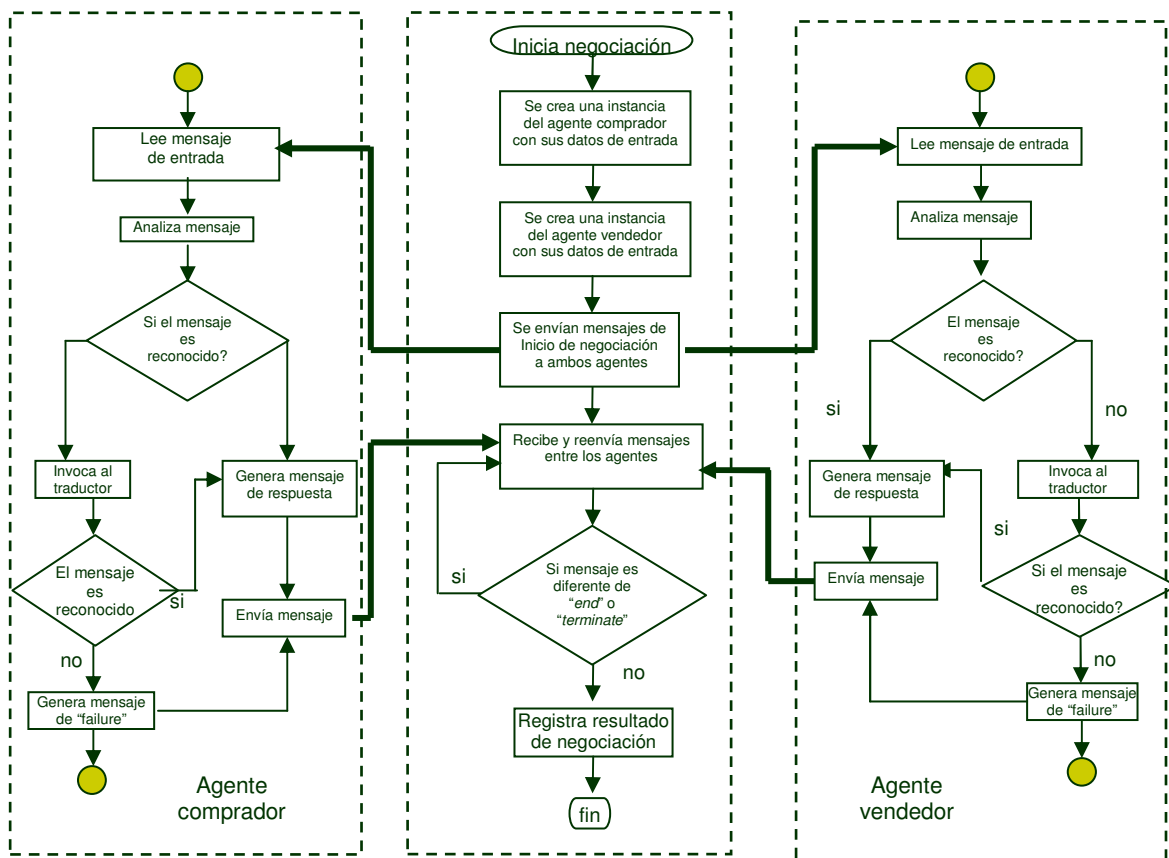 Lee mensaje
de entrada
Analiza mensaje
Si el mensaje
es
reconocido?
Invoca al
traductor
Genera mensaje
de respuesta
El mensaje
es
reconocido
si
Envía mensaje
no
Genera mensaje
de “failure”
Agente
comprador
Inicia negociación
Se crea una instancia
del agente comprador
con sus datos de entrada
Se crea una instancia
del agente vendedor
con sus datos de entrada
Se envían mensajes de
Inicio de negociación
a ambos agentes
Recibe y reenvía mensajes
entre los agentes
si
Si mensaje es
diferente de
“end” o
“terminate”
no
Registra resultado
de negociación
fin
Lee mensaje de entrada
Analiza mensaje
El mensaje
es
reconocido?
si
no
Genera mensaje
de respuesta
Invoca al
traductor
si
Envía mensaje
Si el mensaje
es
reconocido?
no
Genera mensaje
de “failure”
Agente
vendedor